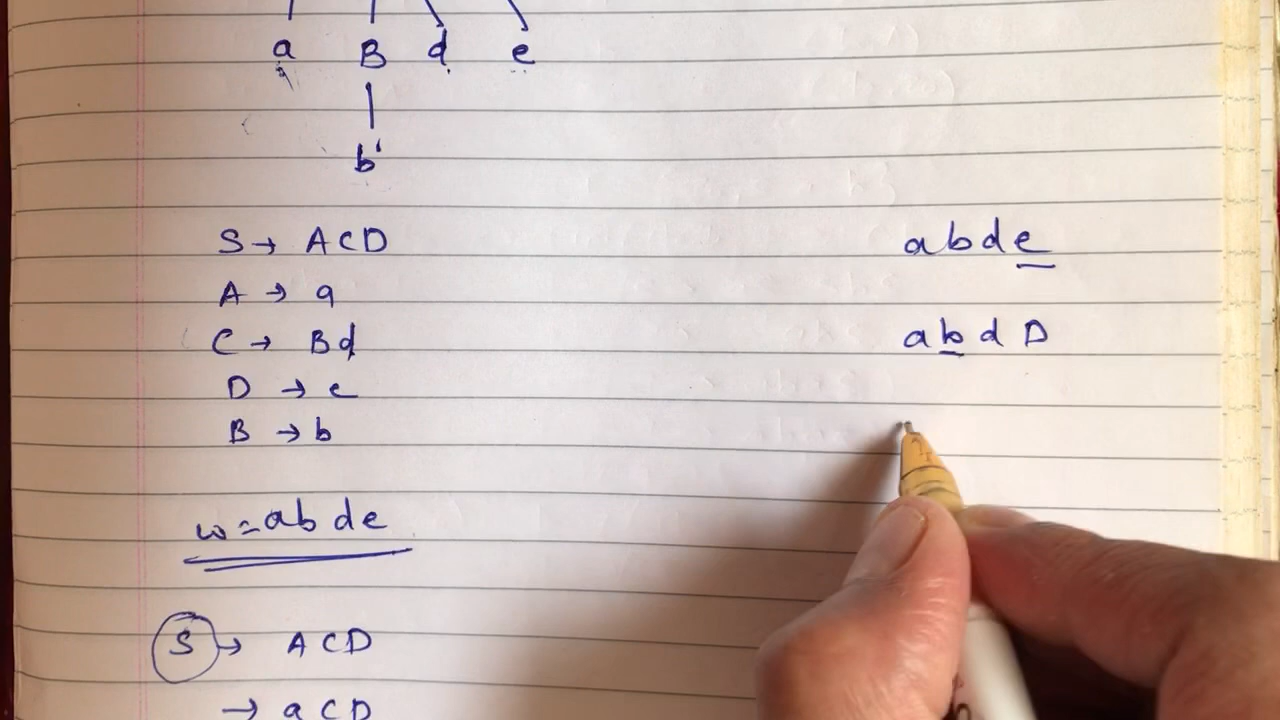 a B d e
b'
S → ACD
A → a
C → Bd
D → e
B → b
w = abde
S → ACD
→ aCD
abde
abdD